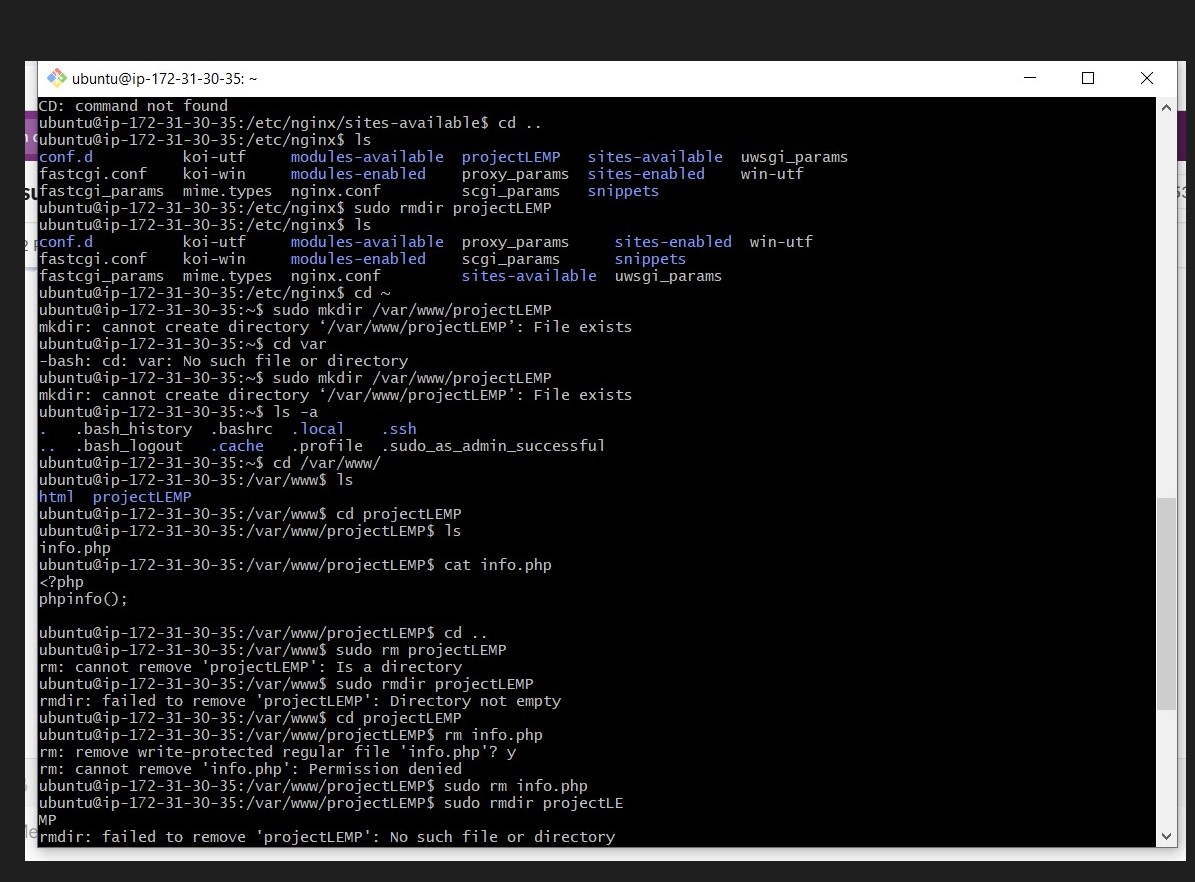 ubuntu@ip-172-31-30-35: ~
CD: command not found
ubuntu@ip-172-31-30-35:/etc/nginx/sites-available$ cd ..
ubuntu@ip-172-31-30-35:/etc/nginx$ ls
conf.d koi-utf modules-available projectLEMP sites-available uwsgi_params
fastcgi.conf koi-win modules-enabled proxy_params sites-enabled win-utf
fastcgi_params mime.types nginx.conf scgi_params snippets
ubuntu@ip-172-31-30-35:/etc/nginx$ sudo rmdir projectLEMP
ubuntu@ip-172-31-30-35:/etc/nginx$ ls
conf.d koi-utf modules-available proxy_params sites-enabled win-utf
fastcgi.conf koi-win modules-enabled scgi_params snippets
fastcgi_params mime.types nginx.conf sites-available uwsgi_params
ubuntu@ip-172-31-30-35:/etc/nginx$ cd ~
ubuntu@ip-172-31-30-35:~$ sudo mkdir /var/www/projectLEMP
mkdir: cannot create directory ‘/var/www/projectLEMP’: File exists
ubuntu@ip-172-31-30-35:~$ cd var
-bash: cd: var: No such file or directory
ubuntu@ip-172-31-30-35:~$ sudo mkdir /var/www/projectLEMP
mkdir: cannot create directory ‘/var/www/projectLEMP’: File exists
ubuntu@ip-172-31-30-35:~$ ls -a
. .bash_history .bashrc .local .ssh
.. .bash_logout .cache .profile .sudo_as_admin_successful
ubuntu@ip-172-31-30-35:~$ cd /var/www/
ubuntu@ip-172-31-30-35:/var/www$ ls
html projectLEMP
ubuntu@ip-172-31-30-35:/var/www$ cd projectLEMP
ubuntu@ip-172-31-30-35:/var/www/projectLEMP$ ls
info.php
ubuntu@ip-172-31-30-35:/var/www/projectLEMP$ cat info.php
<?php
phpinfo();
ubuntu@ip-172-31-30-35:/var/www/projectLEMP$ cd ..
ubuntu@ip-172-31-30-35:/var/www$ sudo rm projectLEMP
rm: cannot remove 'projectLEMP': Is a directory
ubuntu@ip-172-31-30-35:/var/www$ sudo rmdir projectLEMP
rmdir: failed to remove 'projectLEMP': Directory not empty
ubuntu@ip-172-31-30-35:/var/www$ cd projectLEMP
ubuntu@ip-172-31-30-35:/var/www/projectLEMP$ rm info.php
rm: remove write-protected regular file 'info.php'? y
rm: cannot remove 'info.php': Permission denied
ubuntu@ip-172-31-30-35:/var/www/projectLEMP$ sudo rm info.php
ubuntu@ip-172-31-30-35:/var/www/projectLEMP$ sudo rmdir projectLE
MP
rmdir: failed to remove 'projectLEMP': No such file or directory